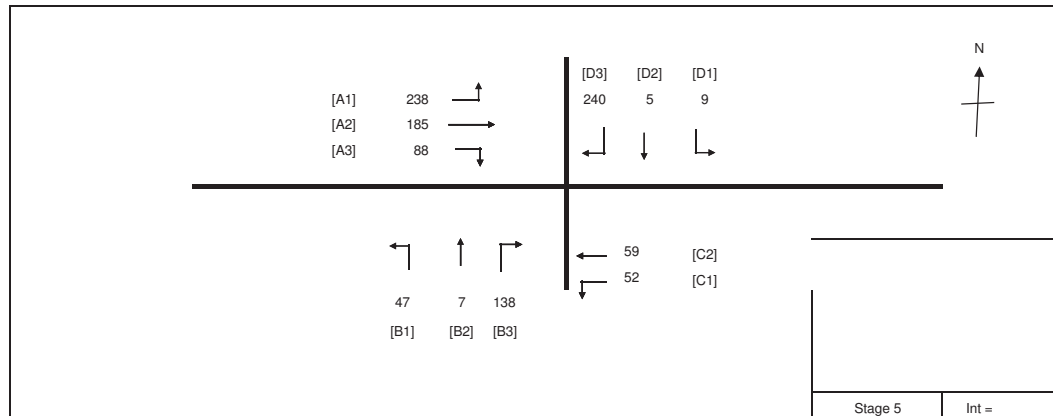 N
[D3] [D2] [D1]
[A1] 238 240 5 9
[A2] 185
[A3] 88
59 [C2]
52 [C1]
47 7 138
[B1] [B2] [B3]
Stage 5 Int =